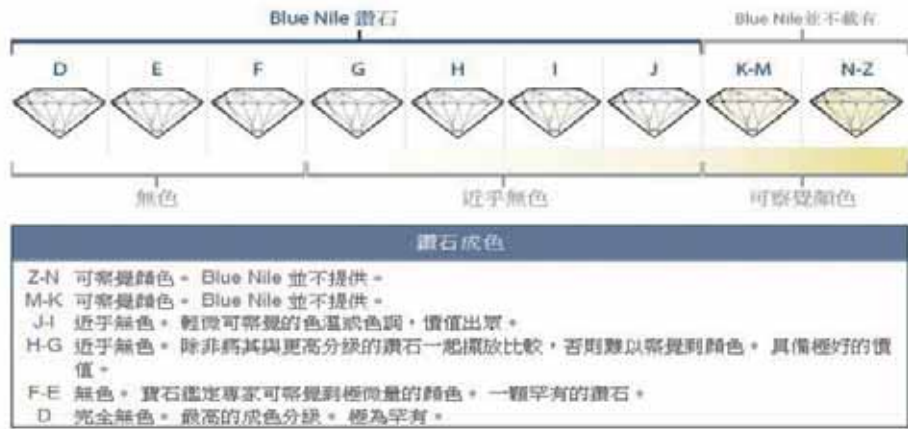 Blue Nile 鑽石
Blue Nile並不載有
D E F G H I J K-M N-Z
無色 近乎無色 可察覺顏色
鑽石成色
Z-N 可察覺顏色。 Blue Nile 並不提供。
M-K 可察覺顏色。 Blue Nile 並不提供。
J-I 近乎無色。 輕微可察覺的色溫或色調,價值出眾。
H-G 近乎無色。 除非將其與更高分級的鑽石一起擺放比較,否則難以察覺到顏色。 具備極好的價
值。
F-E 無色。 寶石鑑定專家可察覺到極微量的顏色。 一顆罕有的鑽石。
D 完全無色。 最高的成色分級。 極為罕有。